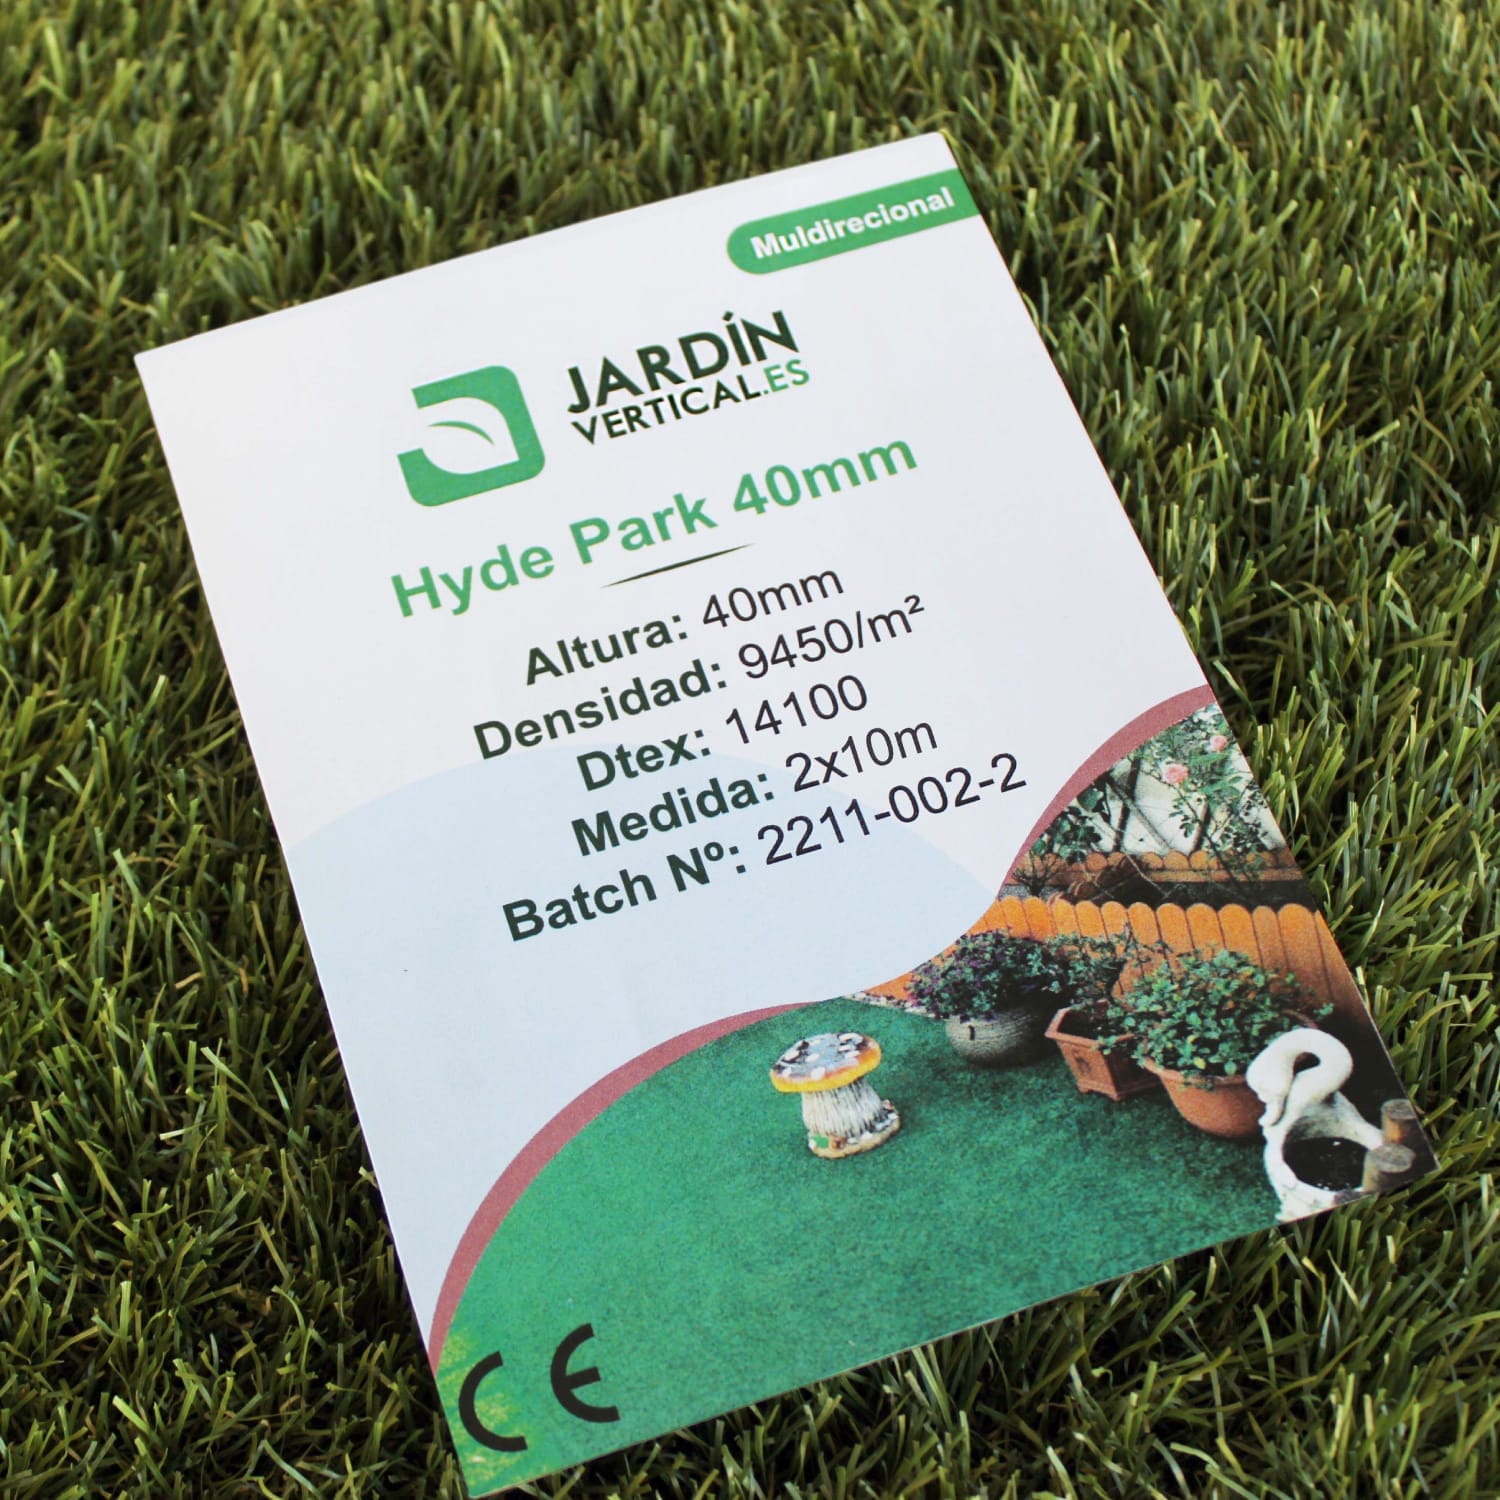 Muldirecional
JARDÍN
VERTICAL.ES
Hyde Park 40mm
Altura: 40mm
Densidad: 9450/m²
Dtex: 14100
Medida: 2x10m
Batch Nº: 2211-002-2
CE